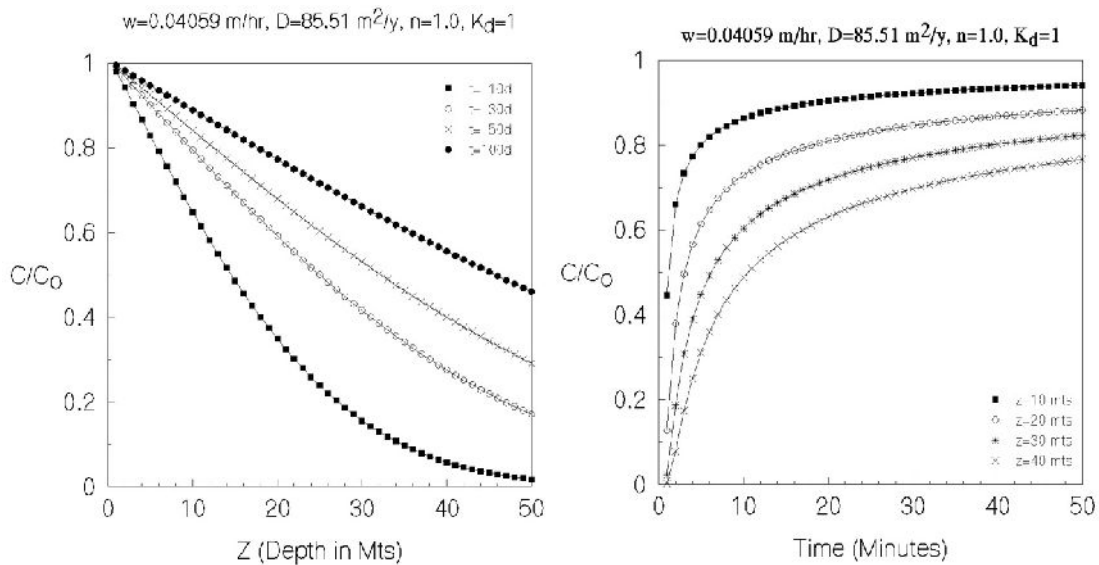 w=0.04059 m/hr, D=85.51 m2/y, n=1.0, Kd=1
1
0.8
0.6
C/Co
0.4
0.2
0
t= 10d
t= 30d
t= 50d
t=100d
0 10 20 30 40 50
Z (Depth in Mts)
w=0.04059 m/hr, D=85.51 m2/y, n=1.0, Kd=1
1
0.8
0.6
C/Co
0.4
0.2
0
z=10 mts
z=20 mts
z=30 mts
z=40 mts
0 10 20 30 40 50
Time (Minutes)